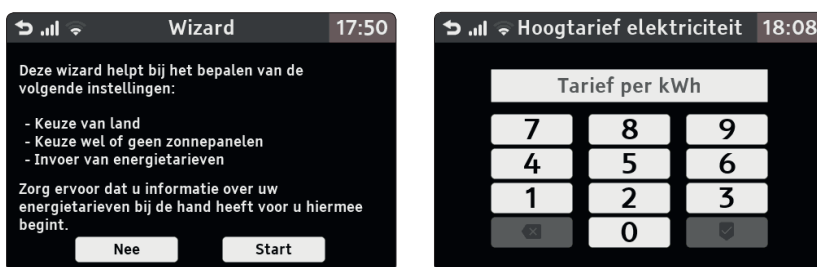 Wizard 17:50
Deze wizard helpt bij het bepalen van de
volgende instellingen:
- Keuze van land
- Keuze wel of geen zonnepanelen
- Invoer van energietarieven
Zorg ervoor dat u informatie over uw
energietarieven bij de hand heeft voor u hiermee
begint.
Nee Start
Hoogtarief elektriciteit 18:08
Tarief per kWh
7 8 9
4 5 6
1 2 3
0